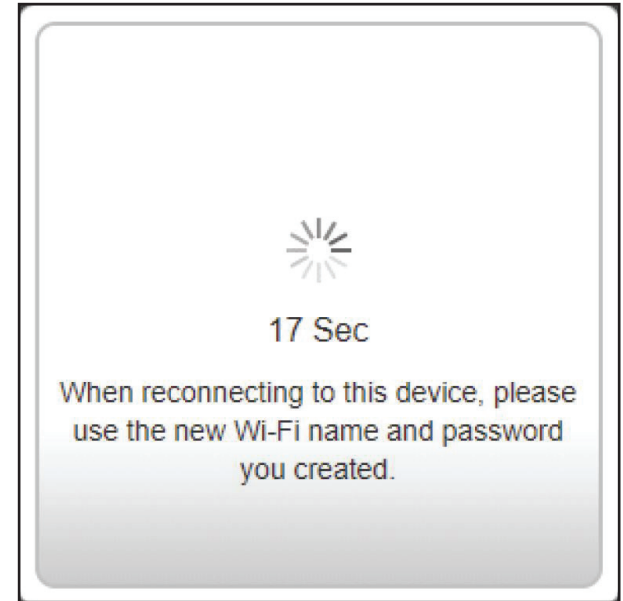 17 Sec
When reconnecting to this device, please
use the new Wi-Fi name and password
you created.